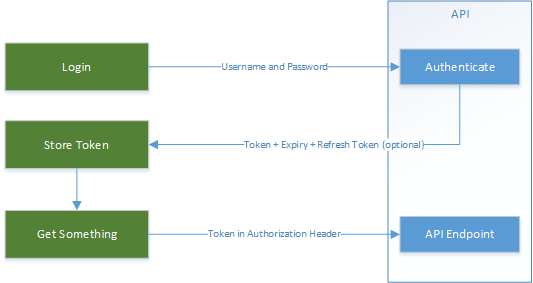 API
Login
Username and Password
Authenticate
Store Token
Token + Expiry + Refresh Token (optional)
Get Something
Token in Authorization Header
API Endpoint